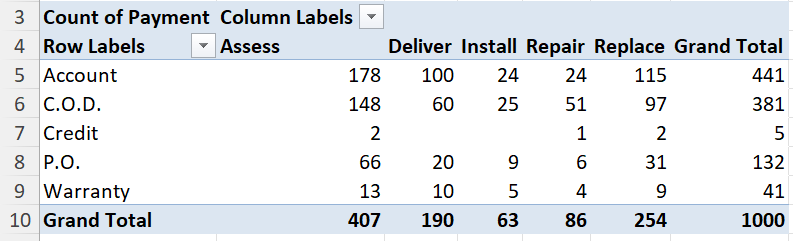 3 Count of Payment Column Labels
4 Row Labels Assess Deliver Install Repair Replace Grand Total
5 Account 178 100 24 24 115 441
6 C.O.D. 148 60 25 51 97 381
7 Credit 2 1 2 5
8 P.O. 66 20 9 6 31 132
9 Warranty 13 10 5 4 9 41
10 Grand Total 407 190 63 86 254 1000